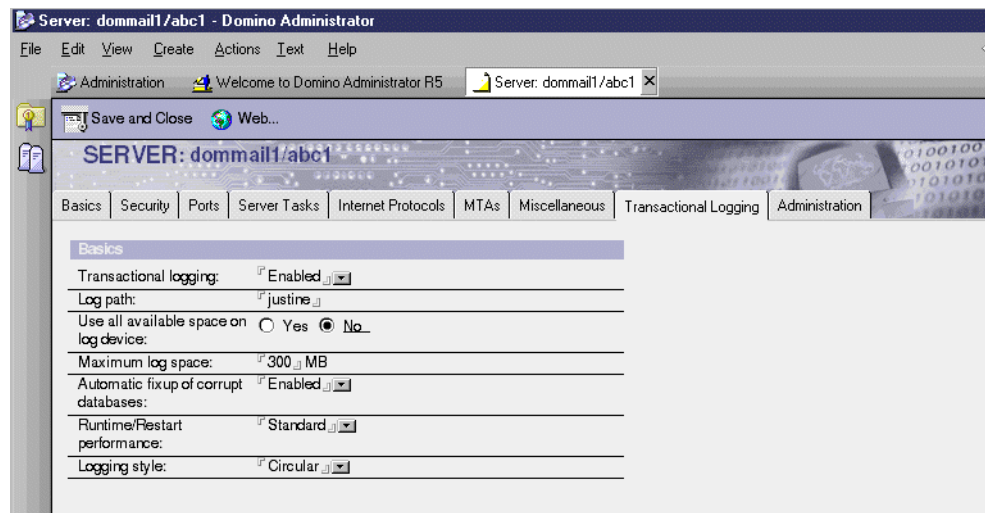 Server: dommail1/abc1 - Domino Administrator
File Edit View Create Actions Text Help
Administration Welcome to Domino Administrator R5 Server: dommail1/abc1
Save and Close Web...
SERVER: dommail1/abc1
Basics Security Ports Server Tasks Internet Protocols MTAs Miscellaneous Transactional Logging Administration
Basics
Transactional logging: Enabled
Log path: justine
Use all available space on Yes No
log device:
Maximum log space: 300 MB
Automatic fixup of corrupt Enabled
databases:
Runtime/Restart Standard
performance:
Logging style: Circular